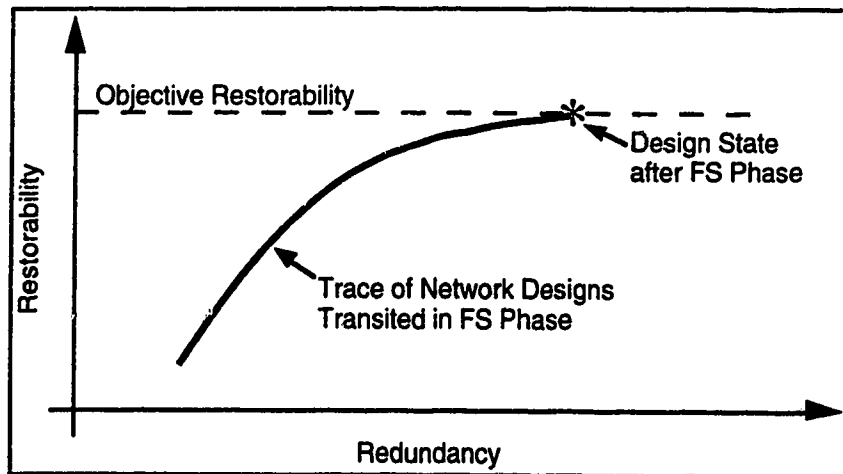 Objective Restorability
Design State
after FS Phase
Restorability
Trace of Network Designs
Transited in FS Phase
Redundancy